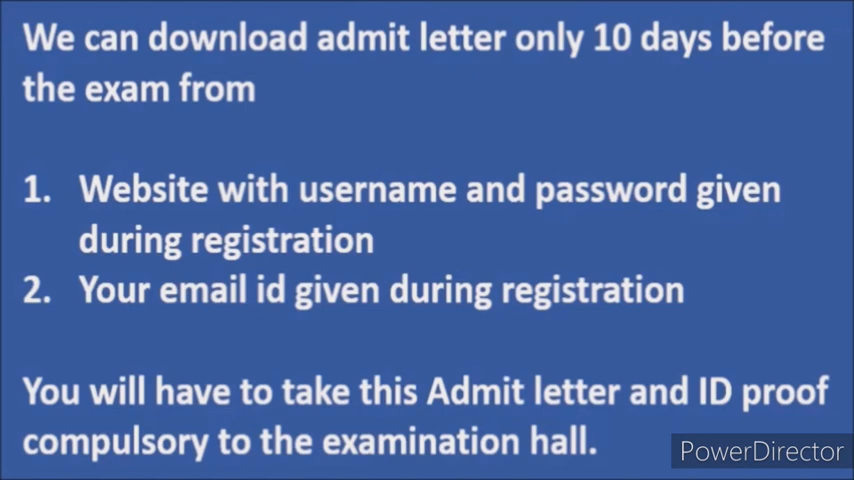 We can download admit letter only 10 days before
the exam from
1. Website with username and password given
during registration
2. Your email id given during registration
You will have to take this Admit letter and ID proof
compulsory to the examination hall.
PowerDirector